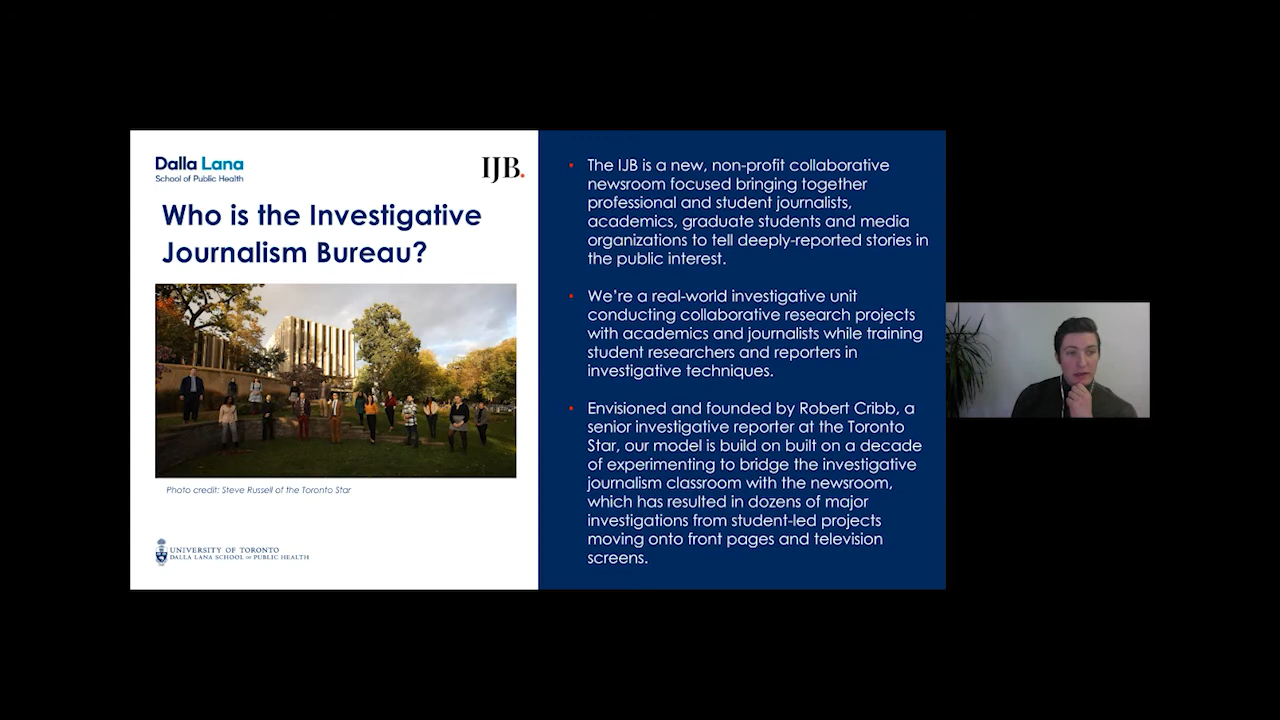 Dalla Lana
School of Public Health
IJB.
Who is the Investigative
Journalism Bureau?
Photo credit: Steve Russell of the Toronto Star
UNIVERSITY OF TORONTO
DALLA LANA SCHOOL OF PUBLIC HEALTH
The IJB is a new, non-profit collaborative
newsroom focused bringing together
professional and student journalists,
academics, graduate students and media
organizations to tell deeply-reported stories in
the public interest.
We're a real-world investigative unit
conducting collaborative research projects
with academics and journalists while training
student researchers and reporters in
investigative techniques.
Envisioned and founded by Robert Cribb, a
senior investigative reporter at the Toronto
Star, our model is build on built on a decade
of experimenting to bridge the investigative
journalism classroom with the newsroom,
which has resulted in dozens of major
investigations from student-led projects
moving onto front pages and television
screens.